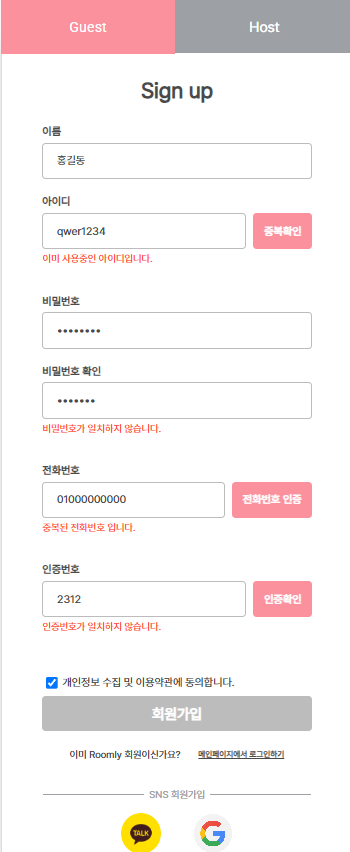 Guest
Host
Sign up
이름
홍길동
아이디
qwer1234
중복확인
이미 사용중인 아이디입니다.
비밀번호
••••••••
비밀번호 확인
•••••••
비밀번호가 일치하지 않습니다.
전화번호
01000000000
전화번호 인증
중복된 전화번호 입니다.
인증번호
2312
인증확인
인증번호가 일치하지 않습니다.
개인정보 수집 및 이용약관에 동의합니다.
회원가입
이미 Roomly 회원이신가요? 메인페이지에서 로그인하기
SNS 회원가입
TALK